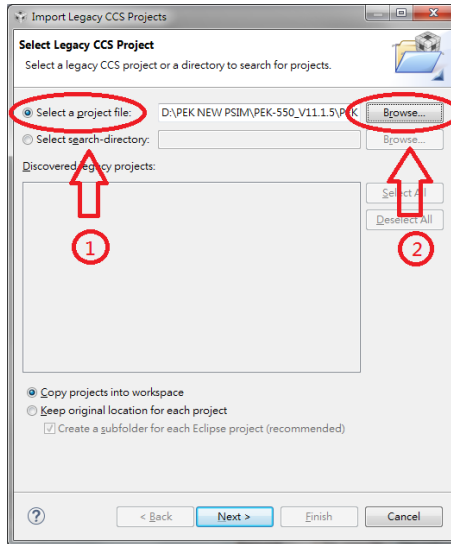 Import Legacy CCS Projects
Select Legacy CCS Project
Select a legacy CCS project or a directory to search for projects.
Select a project file: D:\PEK NEW PSIM\PEK-550_V11.1.5\PEK Browse...
Select search-directory: Browse...
Discovered legacy projects:
Select All
Deselect All
1 2
Copy projects into workspace
Keep original location for each project
Create a subfolder for each Eclipse project (recommended)
? < Back Next > Finish Cancel